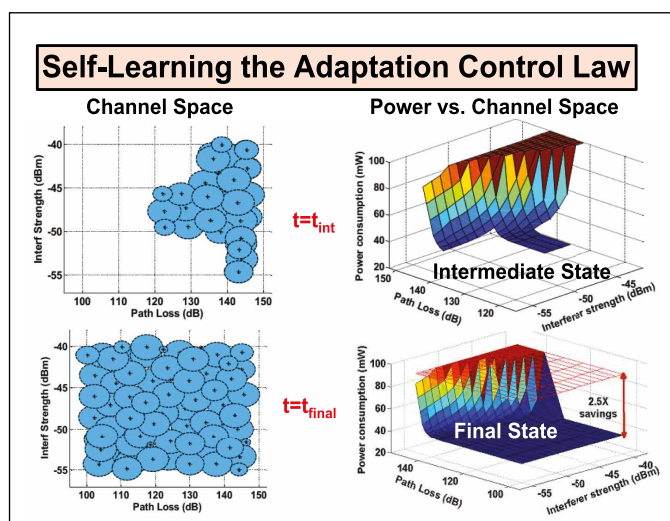 Self-Learning the Adaptation Control Law
Channel Space
Power vs. Channel Space
Interf Strength (dBm)
-40
-45
-50
-55
100 110 120 130 140 150
Path Loss (dB)
t=tint
Power consumption (mW)
100
80
60
40
20
150
140
130
120
Path Loss (dB)
-55
-50
-45
Interferer strength (dBm)
Intermediate State
Interf Strength (dBm)
-40
-45
-50
-55
100 110 120 130 140 150
Path Loss (dB)
t=tfinal
Power consumption (mW)
100
80
60
40
20
140
120
100
Path Loss (dB)
-55
-50
-45
-40
Interferer strength (dBm)
2.5X
savings
Final State